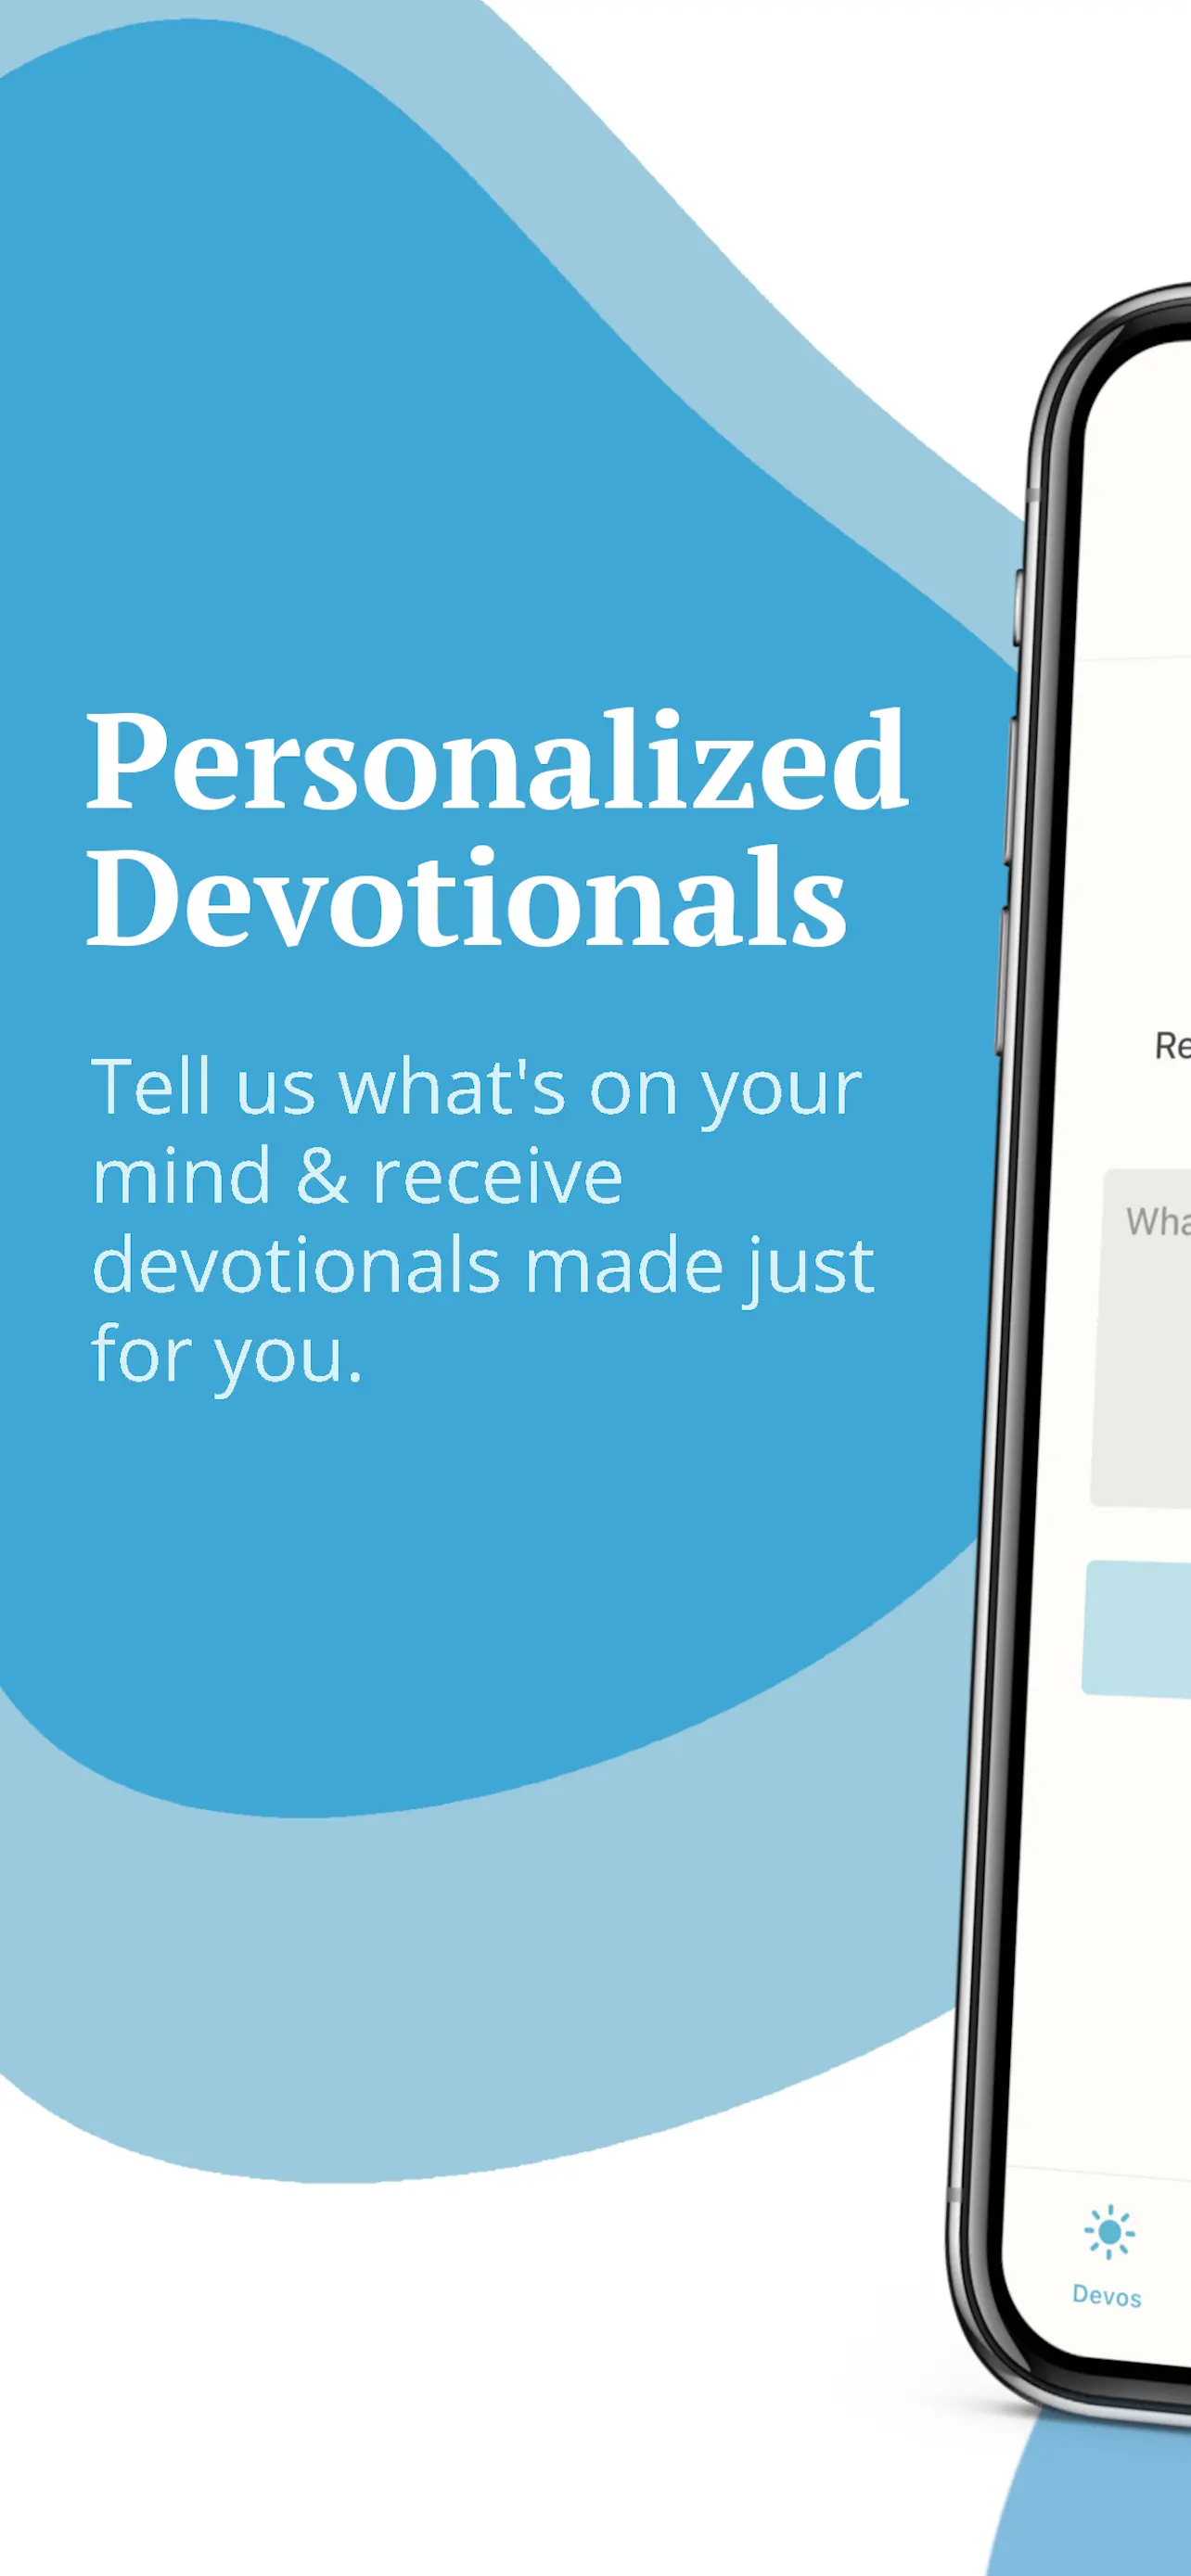 Personalized
Devotionals
Tell us what's on your
mind & receive
devotionals made just
for you.
Devos